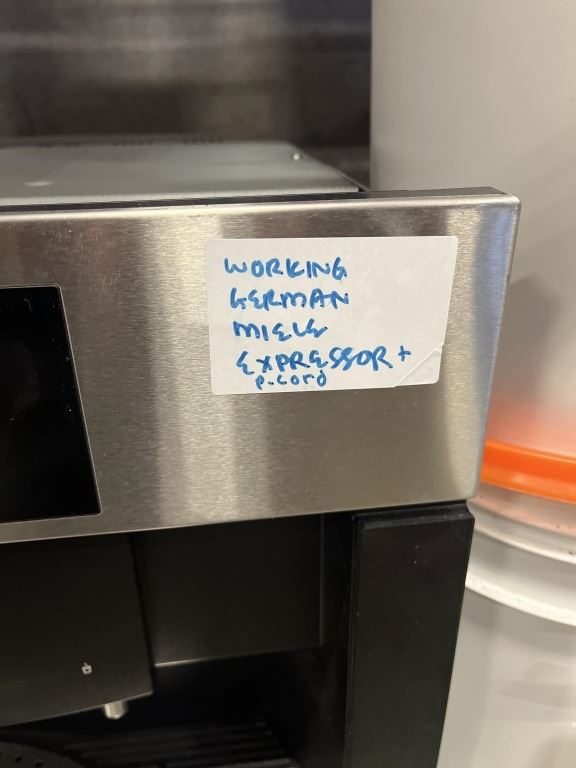 WORKING
GERMAN
MIELE
EXPRESSOR +
P.CORD